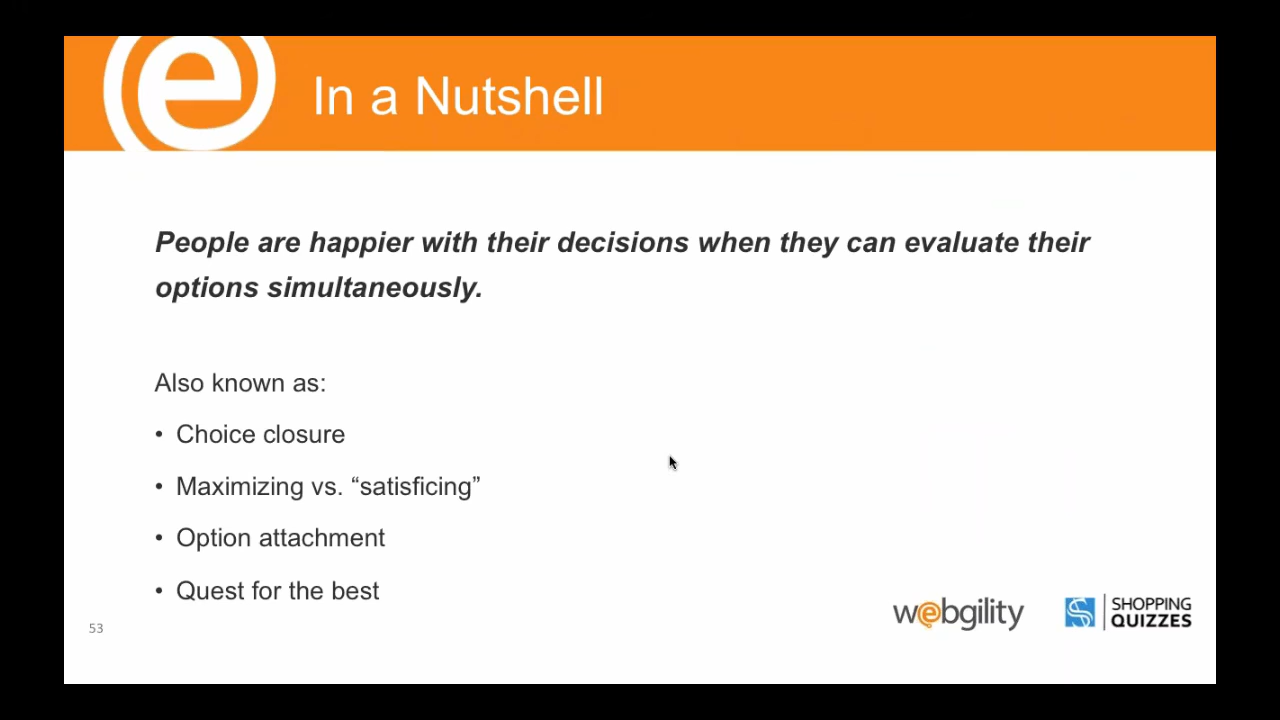 In a Nutshell
People are happier with their decisions when they can evaluate their
options simultaneously.
Also known as:
• Choice closure
• Maximizing vs. “satisficing”
• Option attachment
• Quest for the best
53
webgility
SHOPPING
QUIZZES